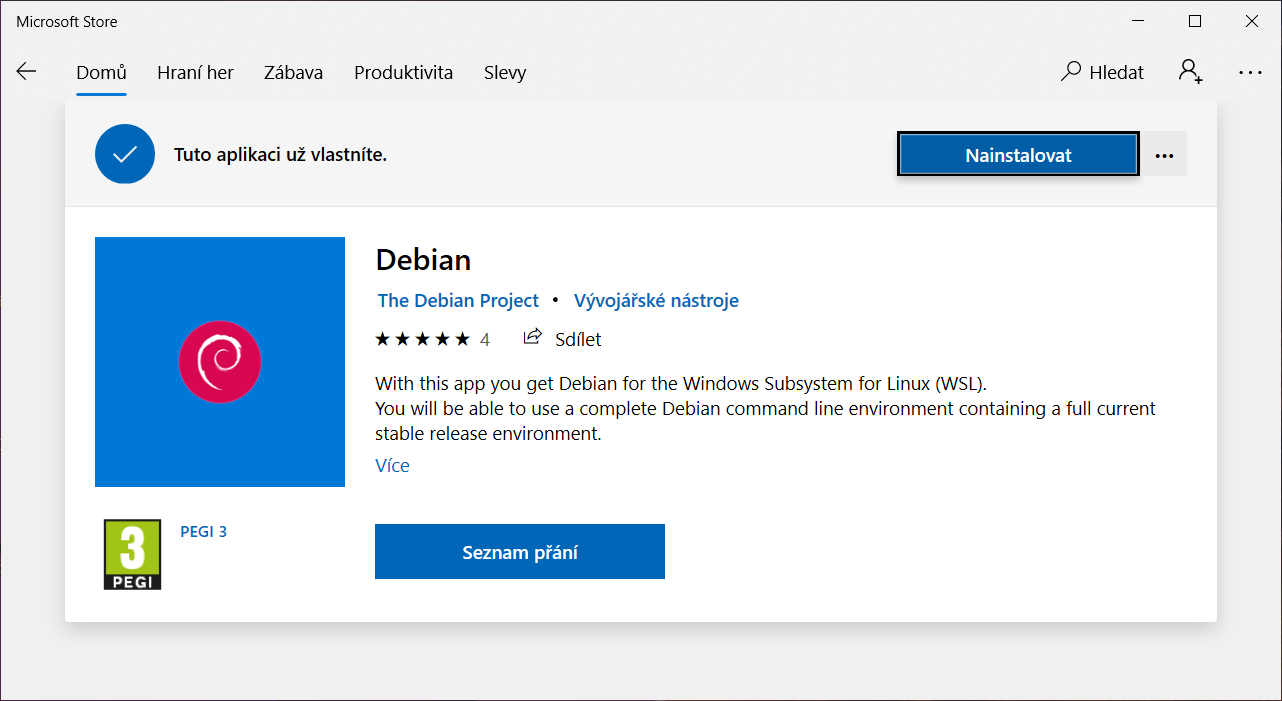 Microsoft Store
Domů Hraní her Zábava Produktivita Slevy Hledat
Tuto aplikaci už vlastníte. Nainstalovat
Debian
The Debian Project • Vývojářské nástroje
★★★★★ 4 Sdílet
With this app you get Debian for the Windows Subsystem for Linux (WSL).
You will be able to use a complete Debian command line environment containing a full current
stable release environment.
Více
3
PEGI
PEGI 3
Seznam přání